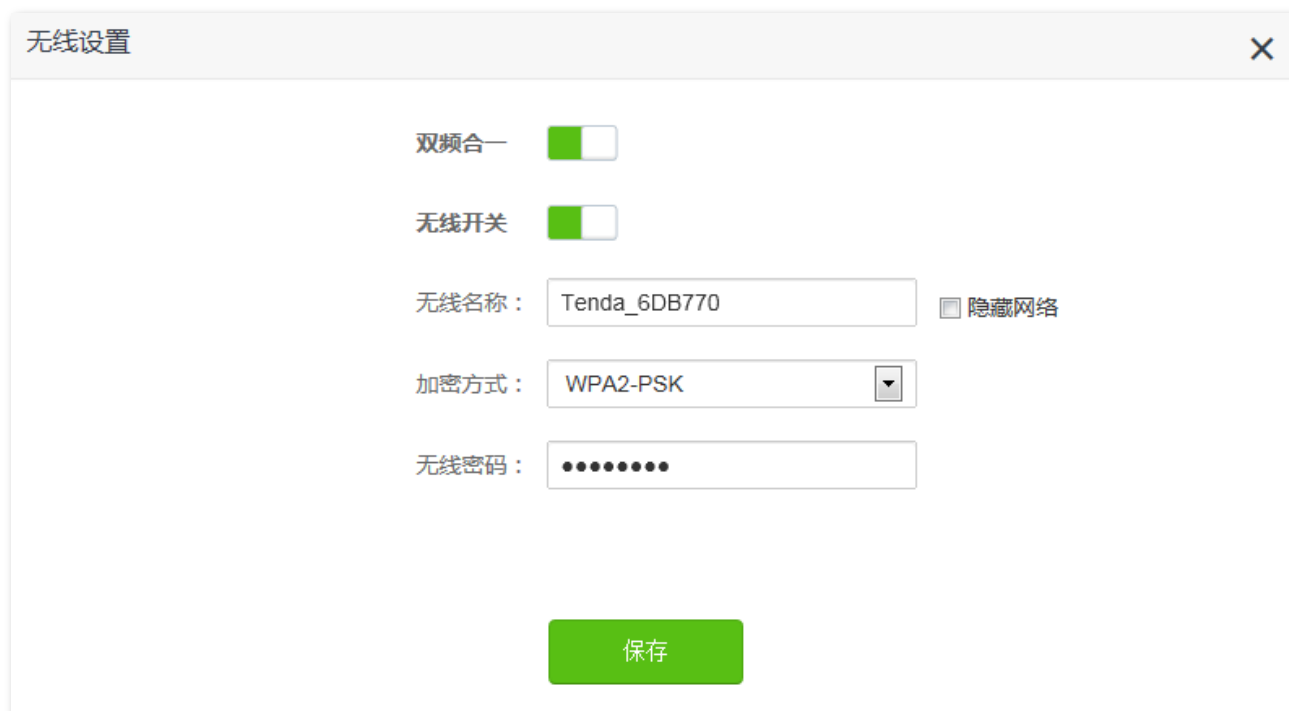 无线设置
双频合一
无线开关
无线名称： Tenda_6DB770 隐藏网络
加密方式： WPA2-PSK
无线密码： ●●●●●●●●
保存